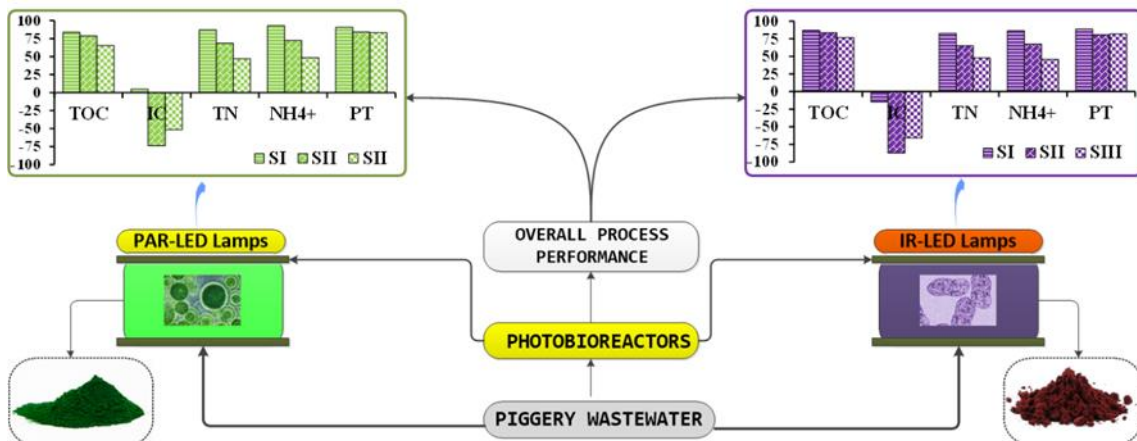 100
75
50
25
0
-25
-50
-75
-100
TOC IC TN NH4+ PT
SI SII SII
100
75
50
25
0
-25
-50
-75
-100
TOC IC TN NH4+ PT
SI SII SIII
PAR-LED Lamps
OVERALL PROCESS
PERFORMANCE
IR-LED Lamps
PHOTOBIOREACTORS
PIGGERY WASTEWATER